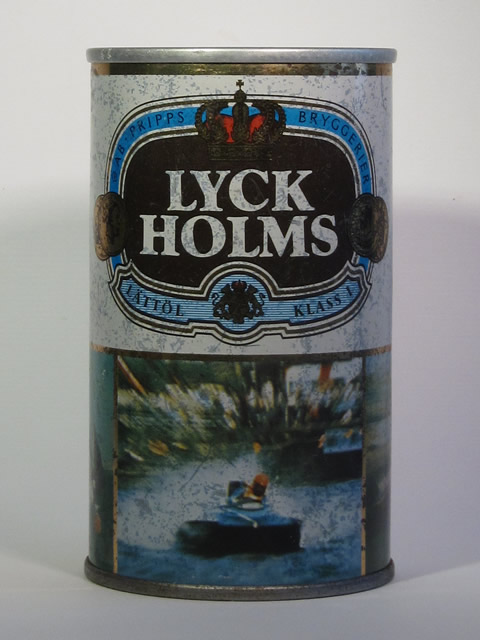 AB·PRIPPS BRYGGERIER
LYCK
HOLMS
LÄTTÖL KLASS I